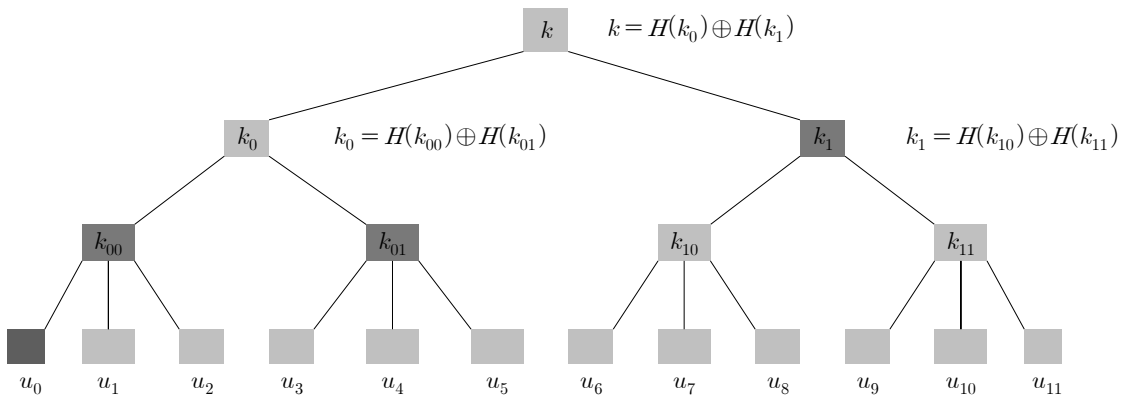 k k = H(k₀) ⊕ H(k₁)
k₀ k₀ = H(k₀₀) ⊕ H(k₀₁) k₁ k₁ = H(k₁₀) ⊕ H(k₁₁)
k₀₀ k₀₁ k₁₀ k₁₁
u₀ u₁ u₂ u₃ u₄ u₅ u₆ u₇ u₈ u₉ u₁₀ u₁₁